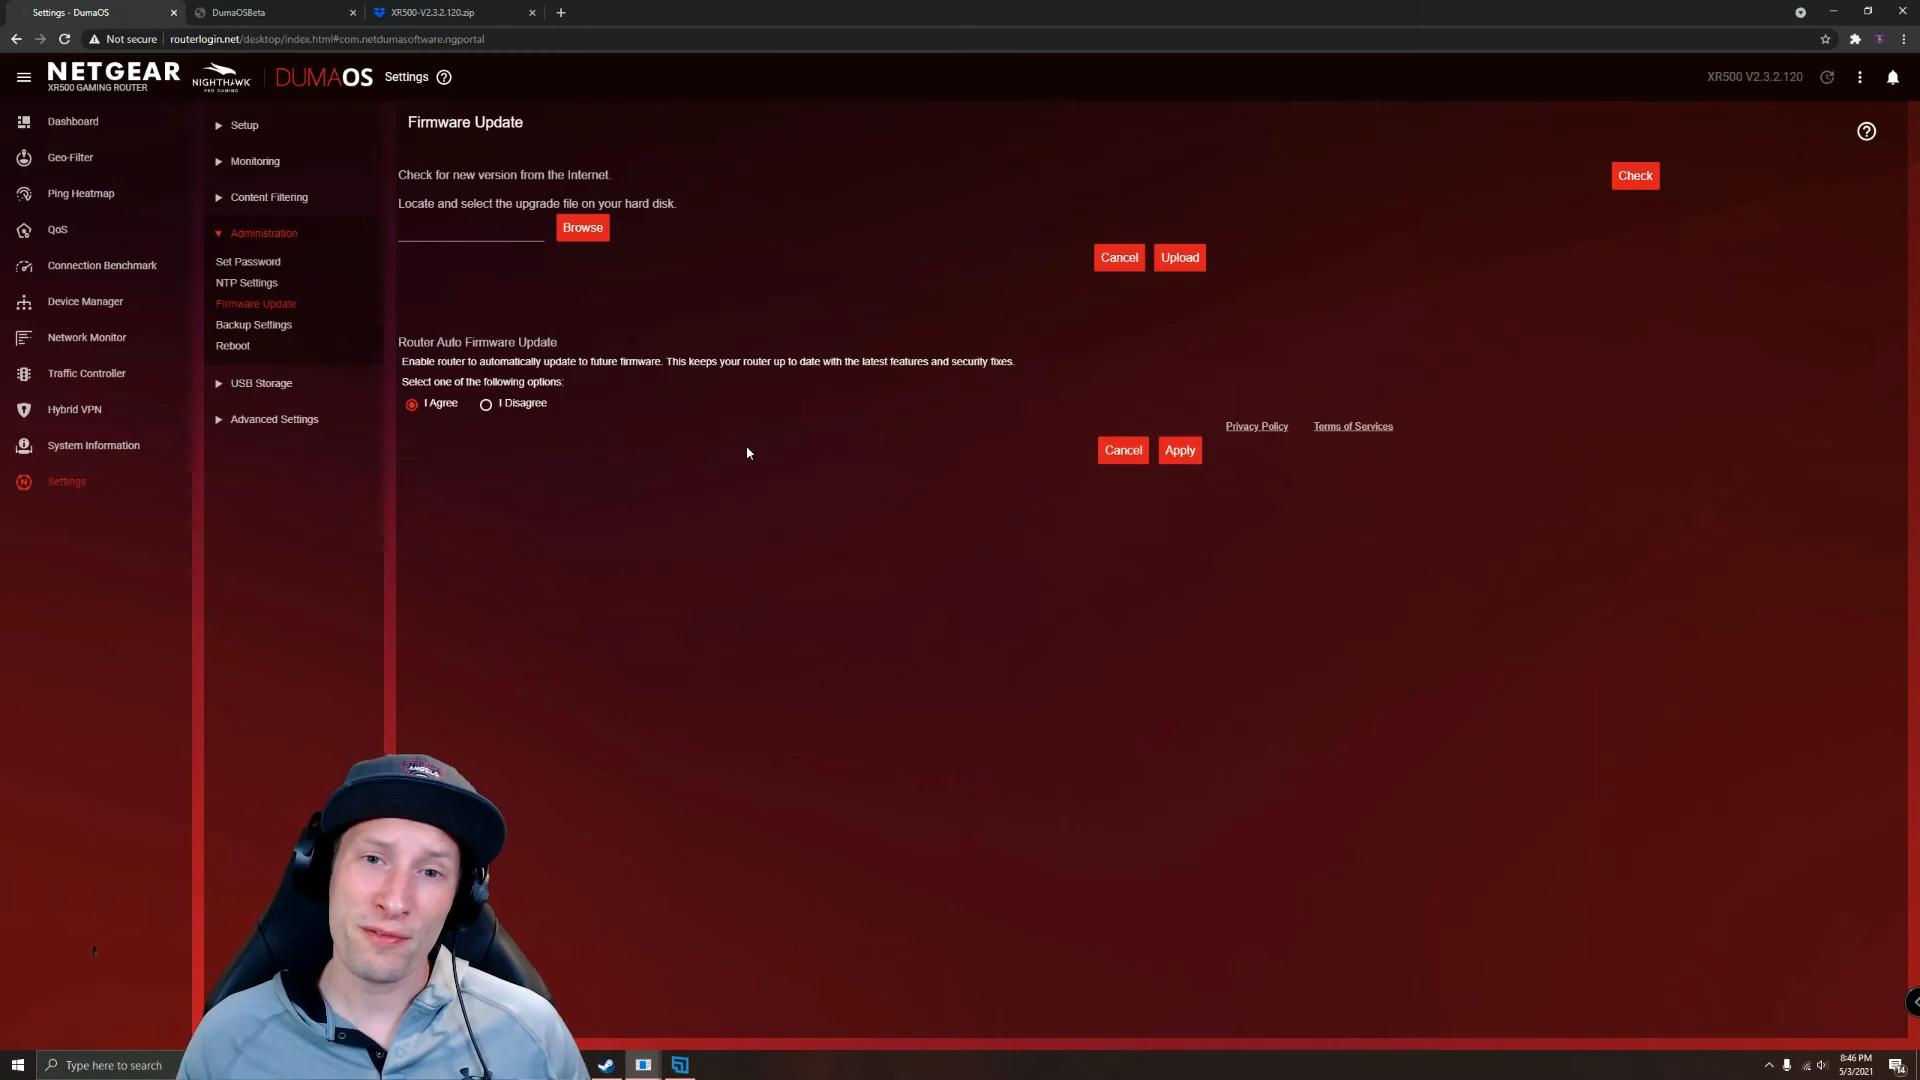 Settings - DumaOS
DumaOSBeta
XR500-V2.3.2.120.zip
Not secure
routerlogin.net/desktop/index.html#com.netdumasoftware.ngportal
NETGEAR
XR500 GAMING ROUTER
NIGHTHAWK
PRO GAMING
DUMAOS
Settings
XR500 V2.3.2.120
Dashboard
Geo-Filter
Ping Heatmap
QoS
Connection Benchmark
Device Manager
Network Monitor
Traffic Controller
Hybrid VPN
System Information
Settings
Setup
Monitoring
Content Filtering
Administration
Set Password
NTP Settings
Firmware Update
Backup Settings
Reboot
USB Storage
Advanced Settings
Firmware Update
Check for new version from the Internet.
Check
Locate and select the upgrade file on your hard disk.
Browse
Cancel
Upload
Router Auto Firmware Update
Enable router to automatically update to future firmware. This keeps your router up to date with the latest features and security fixes.
Select one of the following options:
I Agree
I Disagree
Privacy Policy
Terms of Services
Cancel
Apply
ANGELS
Type here to search
8:46 PM
5/3/2021
14